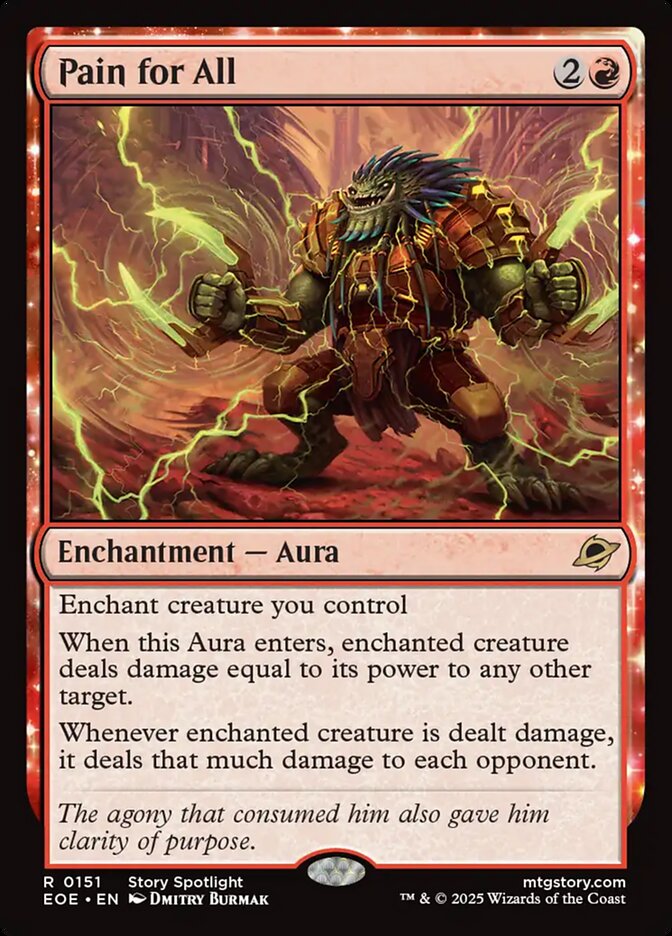 Pain for All 2
Enchantment — Aura
Enchant creature you control
When this Aura enters, enchanted creature
deals damage equal to its power to any other
target.
Whenever enchanted creature is dealt damage,
it deals that much damage to each opponent.
The agony that consumed him also gave him
clarity of purpose.
R 0151 Story Spotlight mtgstory.com
EOE • EN Dmitry Burmak ™ & © 2025 Wizards of the Coast